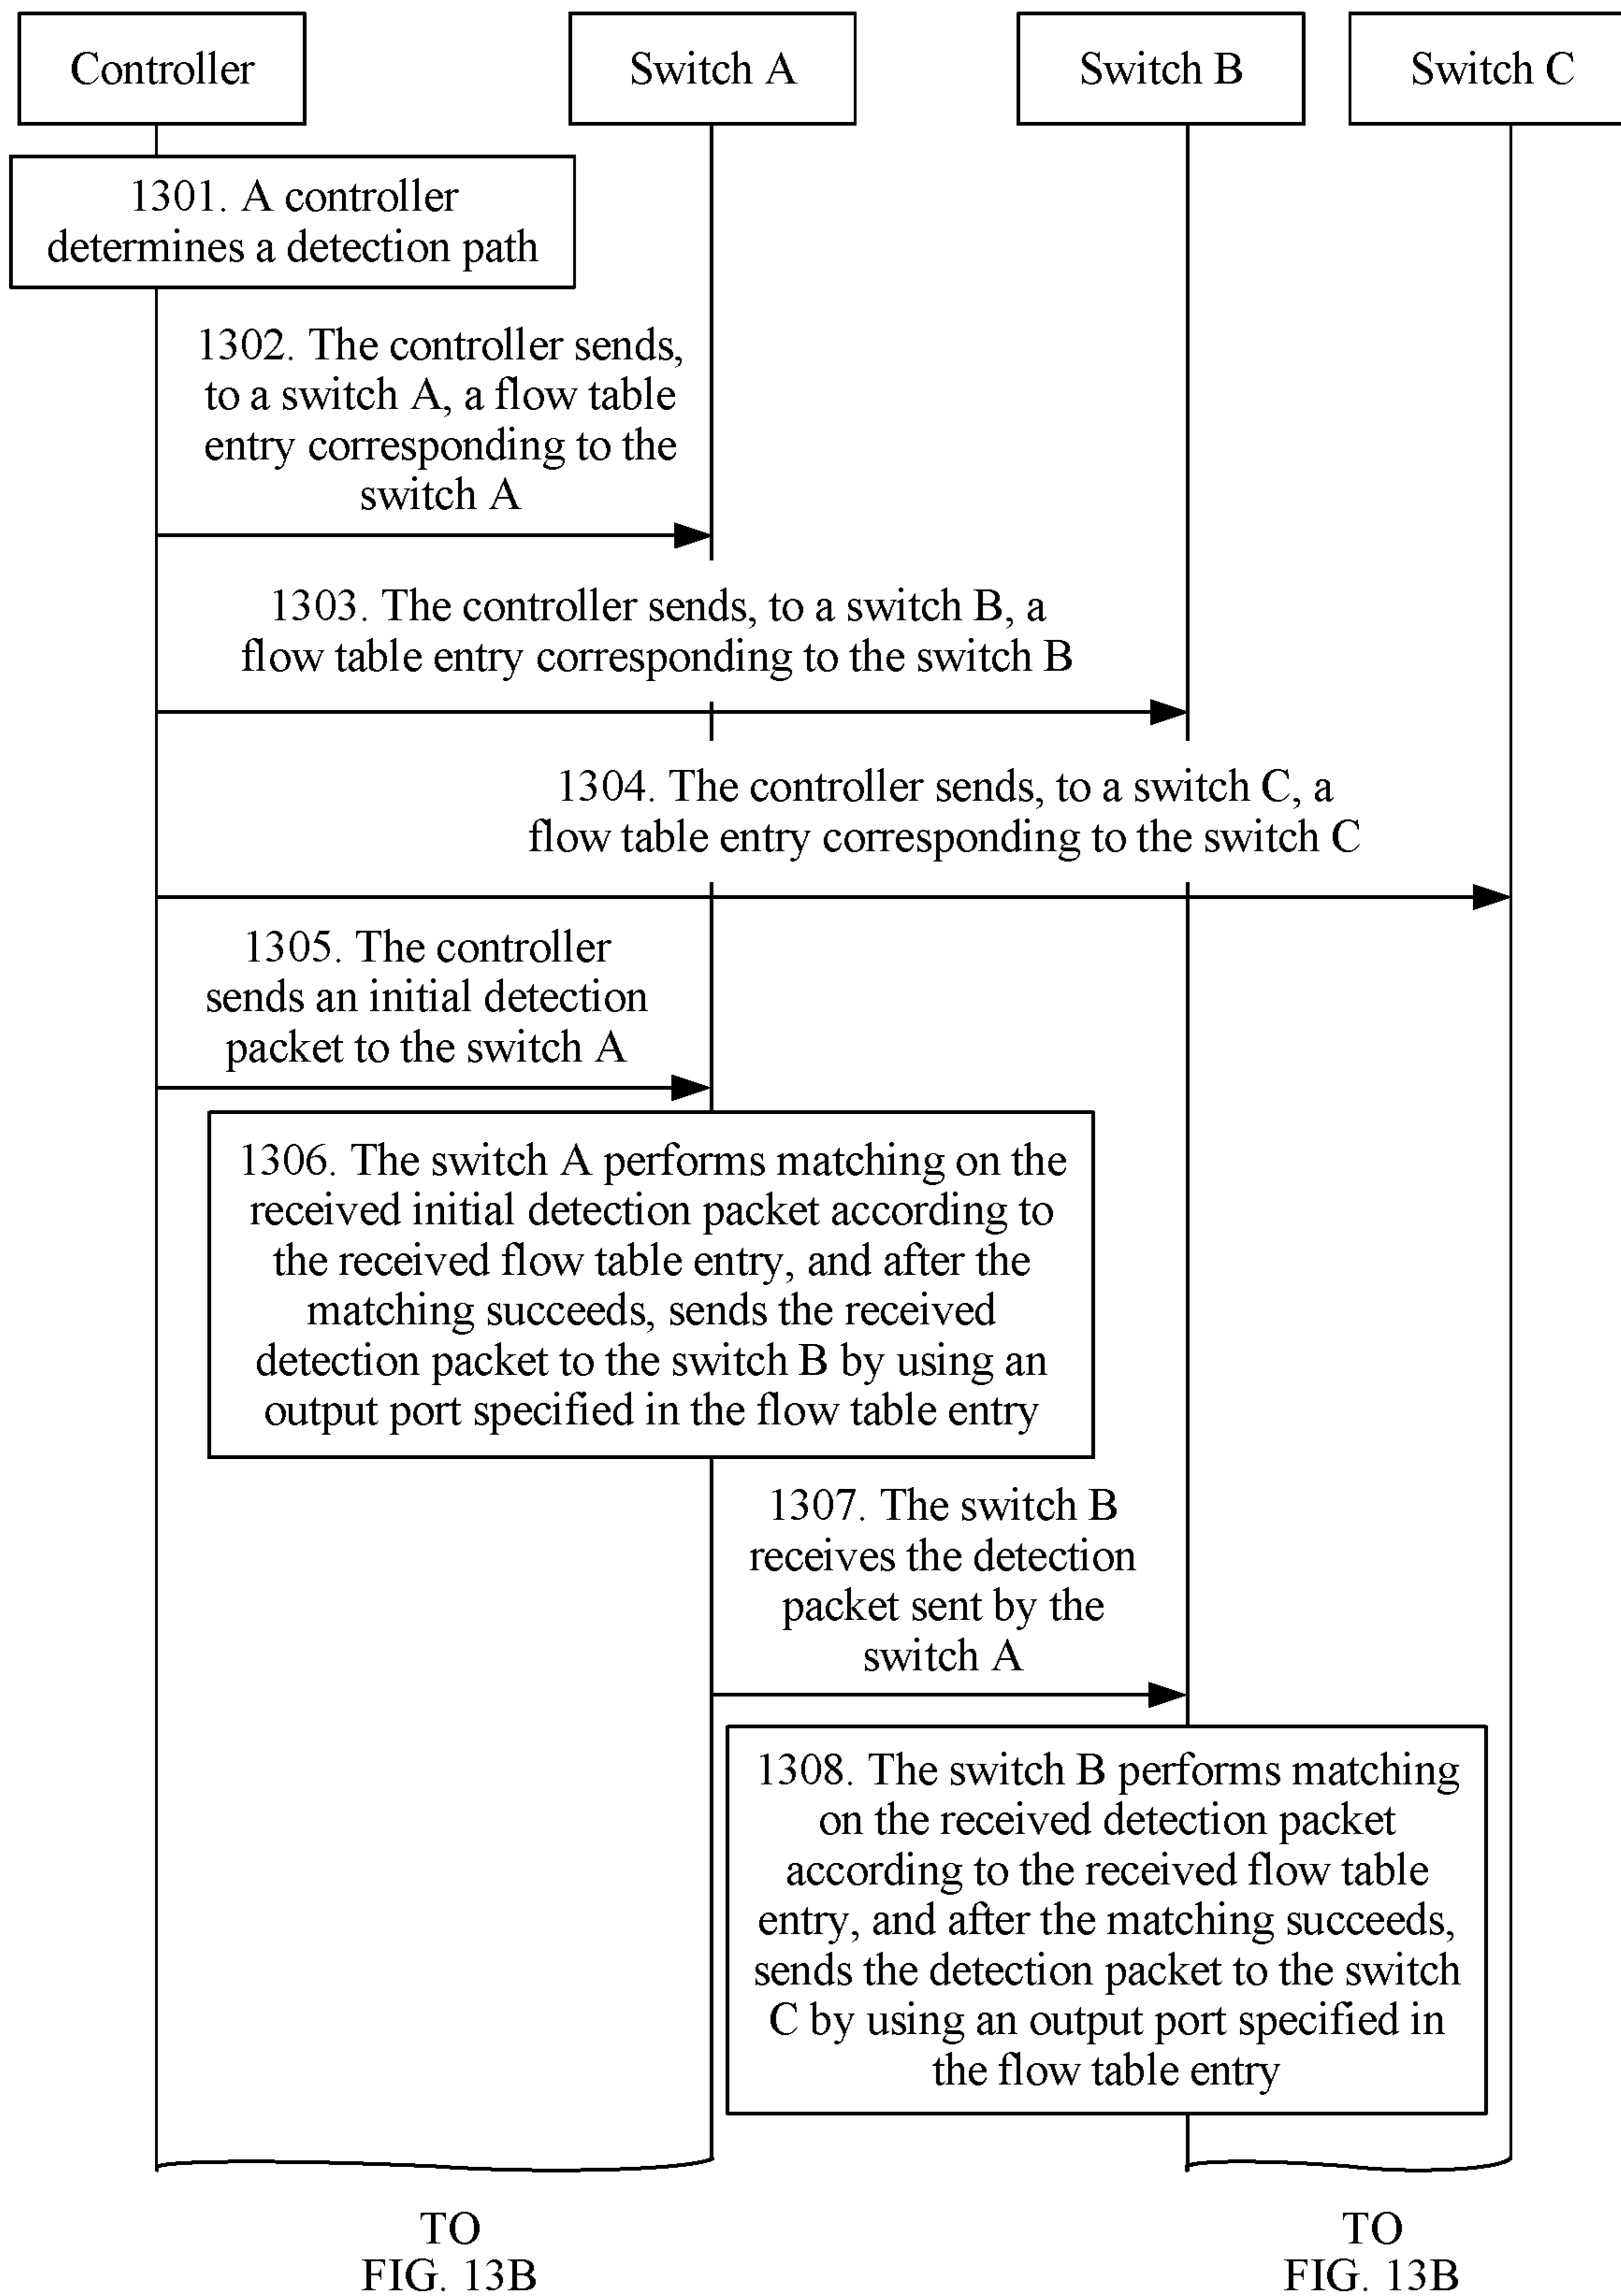 Controller
Switch A
Switch B
Switch C
1301. A controller
determines a detection path
1302. The controller sends,
to a switch A, a flow table
entry corresponding to the
switch A
1303. The controller sends, to a switch B, a
flow table entry corresponding to the switch B
1304. The controller sends, to a switch C, a
flow table entry corresponding to the switch C
1305. The controller
sends an initial detection
packet to the switch A
1306. The switch A performs matching on the
received initial detection packet according to
the received flow table entry, and after the
matching succeeds, sends the received
detection packet to the switch B by using an
output port specified in the flow table entry
1307. The switch B
receives the detection
packet sent by the
switch A
1308. The switch B performs matching
on the received detection packet
according to the received flow table
entry, and after the matching succeeds,
sends the detection packet to the switch
C by using an output port specified in
the flow table entry
TO
FIG. 13B
TO
FIG. 13B